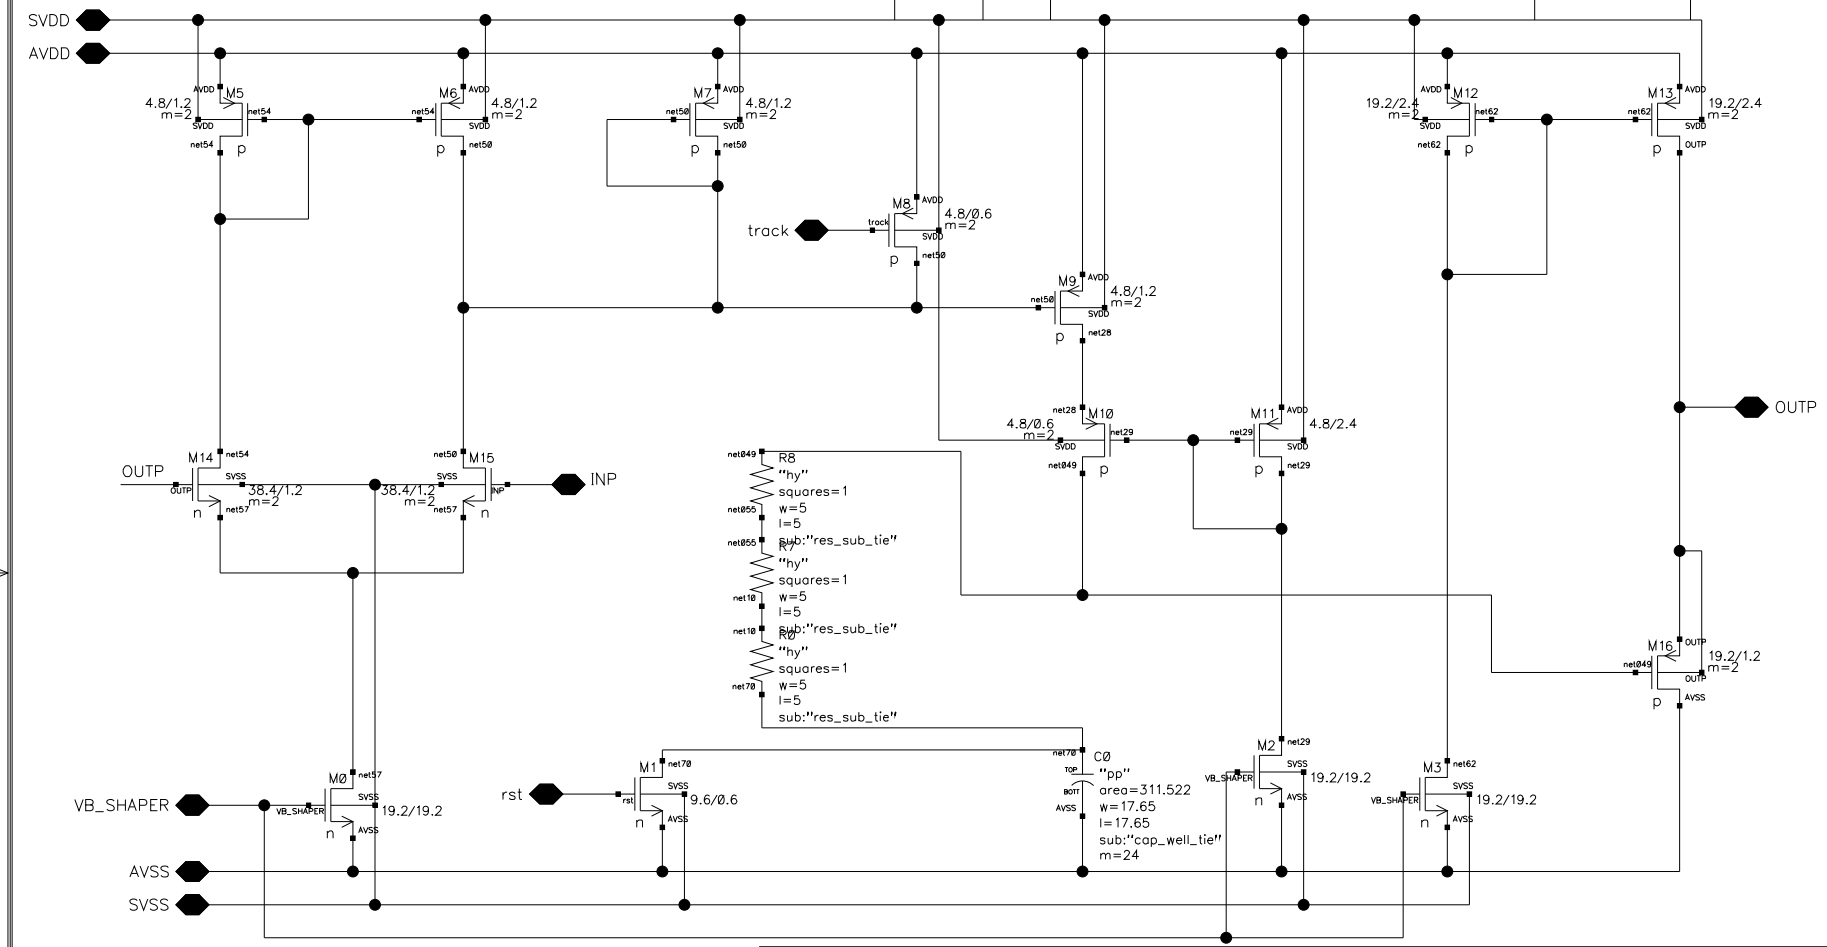 SVDD
AVDD
M5
AVDD
4.8/1.2
m=2
net54
SVDD
net54
p
M6
AVDD
4.8/1.2
m=2
net54
SVDD
net50
p
M7
AVDD
4.8/1.2
m=2
net50
SVDD
net50
p
M12
AVDD
19.2/2.4
m=2
net62
SVDD
net62
p
M13
AVDD
19.2/2.4
m=2
net62
SVDD
OUTP
p
track
track
M8
AVDD
4.8/0.6
m=2
SVDD
net50
p
M9
AVDD
4.8/1.2
m=2
net50
SVDD
net28
p
net28
M10
4.8/0.6
m=2
SVDD
net29
net049
p
M11
AVDD
4.8/2.4
net29
SVDD
net29
p
OUTP
OUTP
OUTP
M14
net54
SVSS
38.4/1.2
m=2
net57
n
net50
M15
SVSS
38.4/1.2
m=2
INP
net57
n
INP
net049
R8
"hy"
squares=1
w=5
l=5
sub:"res_sub_tie"
net055
net055
R7
"hy"
squares=1
w=5
l=5
sub:"res_sub_tie"
net10
net10
R0
"hy"
squares=1
w=5
l=5
sub:"res_sub_tie"
net70
M16
OUTP
19.2/1.2
m=2
net049
OUTP
AVSS
p
VB_SHAPER
VB_SHAPER
M0
net57
SVSS
19.2/19.2
AVSS
n
rst
rst
M1
net70
SVSS
9.6/0.6
AVSS
n
net70
C0
TOP
"pp"
BOTT
area=311.522
AVSS
w=17.65
l=17.65
sub:"cap_well_tie"
m=24
M2
net29
SVSS
19.2/19.2
VB_SHAPER
AVSS
n
M3
net62
SVSS
19.2/19.2
VB_SHAPER
AVSS
n
AVSS
SVSS